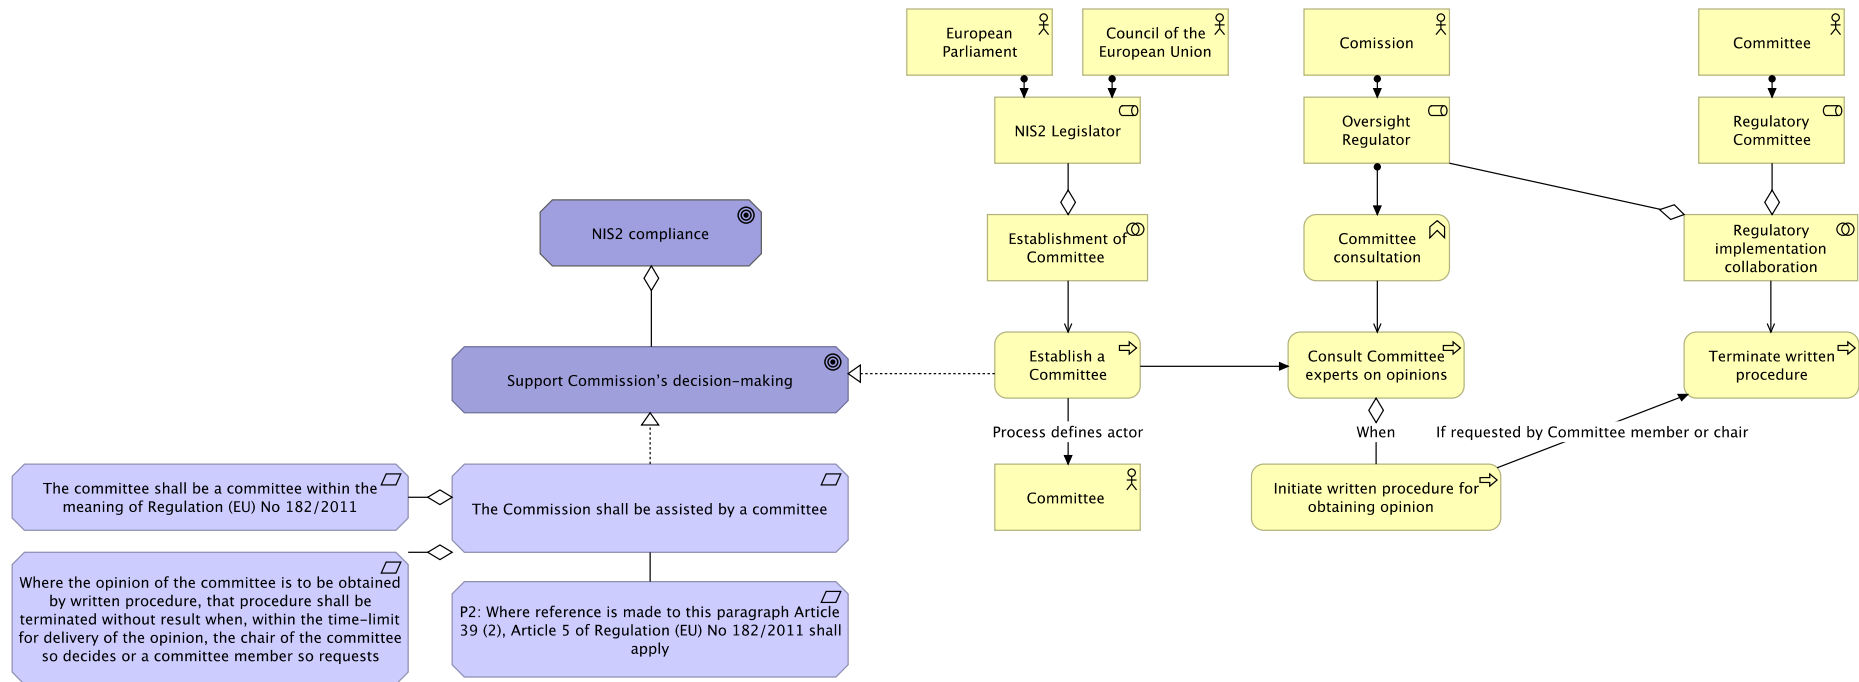 European
Parliament
Council of the
European Union
Comission
Committee
NIS2 Legislator
Oversight
Regulator
Regulatory
Committee
NIS2 compliance
Establishment of
Committee
Committee
consultation
Regulatory
implementation
collaboration
Support Commission's decision-making
Establish a
Committee
Consult Committee
experts on opinions
Terminate written
procedure
Process defines actor
When
If requested by Committee member or chair
The committee shall be a committee within the
meaning of Regulation (EU) No 182/2011
The Commission shall be assisted by a committee
Committee
Initiate written procedure for
obtaining opinion
Where the opinion of the committee is to be obtained
by written procedure, that procedure shall be
terminated without result when, within the time-limit
for delivery of the opinion, the chair of the committee
so decides or a committee member so requests
P2: Where reference is made to this paragraph Article
39 (2), Article 5 of Regulation (EU) No 182/2011 shall
apply